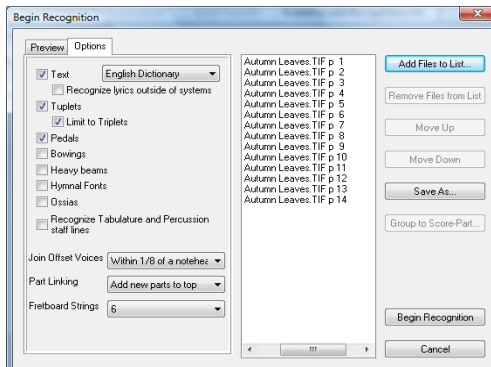 Begin Recognition
Preview Options
Text English Dictionary
Recognize lyrics outside of systems
Tuplets
Limit to Triplets
Pedals
Bowings
Heavy beams
Hymnal Fonts
Ossias
Recognize Tabulature and Percussion
staff lines
Join Offset Voices Within 1/8 of a notehea
Part Linking Add new parts to top
Fretboard Strings 6
Autumn Leaves.TIF p 1
Autumn Leaves.TIF p 2
Autumn Leaves.TIF p 3
Autumn Leaves.TIF p 4
Autumn Leaves.TIF p 5
Autumn Leaves.TIF p 6
Autumn Leaves.TIF p 7
Autumn Leaves.TIF p 8
Autumn Leaves.TIF p 9
Autumn Leaves.TIF p 10
Autumn Leaves.TIF p 11
Autumn Leaves.TIF p 12
Autumn Leaves.TIF p 13
Autumn Leaves.TIF p 14
Add Files to List...
Remove Files from List
Move Up
Move Down
Save As...
Group to Score-Part...
Begin Recognition
Cancel